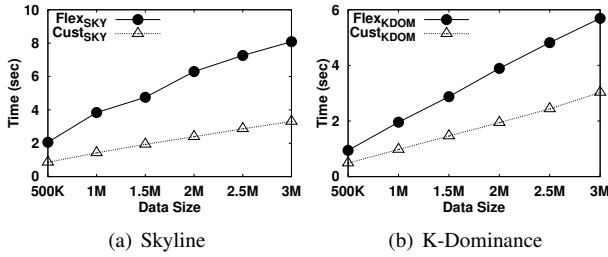 10
8
6
4
2
0
Time (sec)
Flex_SKY
Cust_SKY
500K 1M 1.5M 2M 2.5M 3M
Data Size
(a) Skyline
6
4
2
0
Time (sec)
Flex_KDOM
Cust_KDOM
500K 1M 1.5M 2M 2.5M 3M
Data Size
(b) K-Dominance